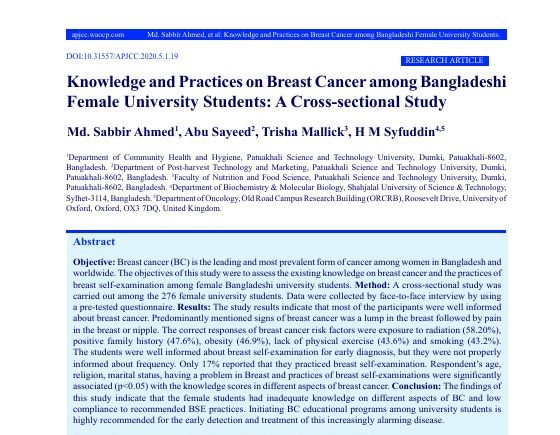 apjcc.waocp.com Md. Sabbir Ahmed, et al: Knowledge and Practices on Breast Cancer among Bangladeshi Female University Students:
DOI:10.31557/APJCC.2020.5.1.19
RESEARCH ARTICLE
Knowledge and Practices on Breast Cancer among Bangladeshi
Female University Students: A Cross-sectional Study
Md. Sabbir Ahmed1, Abu Sayeed2, Trisha Mallick3, H M Syfuddin4,5
1Department of Community Health and Hygiene, Patuakhali Science and Technology University, Dumki, Patuakhali-8602,
Bangladesh. 2Department of Post-harvest Technology and Marketing, Patuakhali Science and Technology University, Dumki,
Patuakhali-8602, Bangladesh. 3Faculty of Nutrition and Food Science, Patuakhali Science and Technology University, Dumki,
Patuakhali-8602, Bangladesh. 4Department of Biochemistry & Molecular Biology, Shahjalal University of Science & Technology,
Sylhet-3114, Bangladesh. 5Department of Oncology, Old Road Campus Research Building (ORCRB), Roosevelt Drive, University of
Oxford, Oxford, OX3 7DQ, United Kingdom.
Abstract
Objective: Breast cancer (BC) is the leading and most prevalent form of cancer among women in Bangladesh and
worldwide. The objectives of this study were to assess the existing knowledge on breast cancer and the practices of
breast self-examination among female Bangladeshi university students. Method: A cross-sectional study was
carried out among the 276 female university students. Data were collected by face-to-face interview by using
a pre-tested questionnaire. Results: The study results indicate that most of the participants were well informed
about breast cancer. Predominantly mentioned signs of breast cancer was a lump in the breast followed by pain
in the breast or nipple. The correct responses of breast cancer risk factors were exposure to radiation (58.20%),
positive family history (47.6%), obesity (46.9%), lack of physical exercise (43.6%) and smoking (43.2%).
The students were well informed about breast self-examination for early diagnosis, but they were not properly
informed about frequency. Only 17% reported that they practiced breast self-examination. Respondent's age,
religion, marital status, having a problem in Breast and practices of breast self-examinations were significantly
associated (p<0.05) with the knowledge scores in different aspects of breast cancer. Conclusion: The findings of
this study indicate that the female students had inadequate knowledge on different aspects of BC and low
compliance to recommended BSE practices. Initiating BC educational programs among university students is
highly recommended for the early detection and treatment of this increasingly alarming disease.